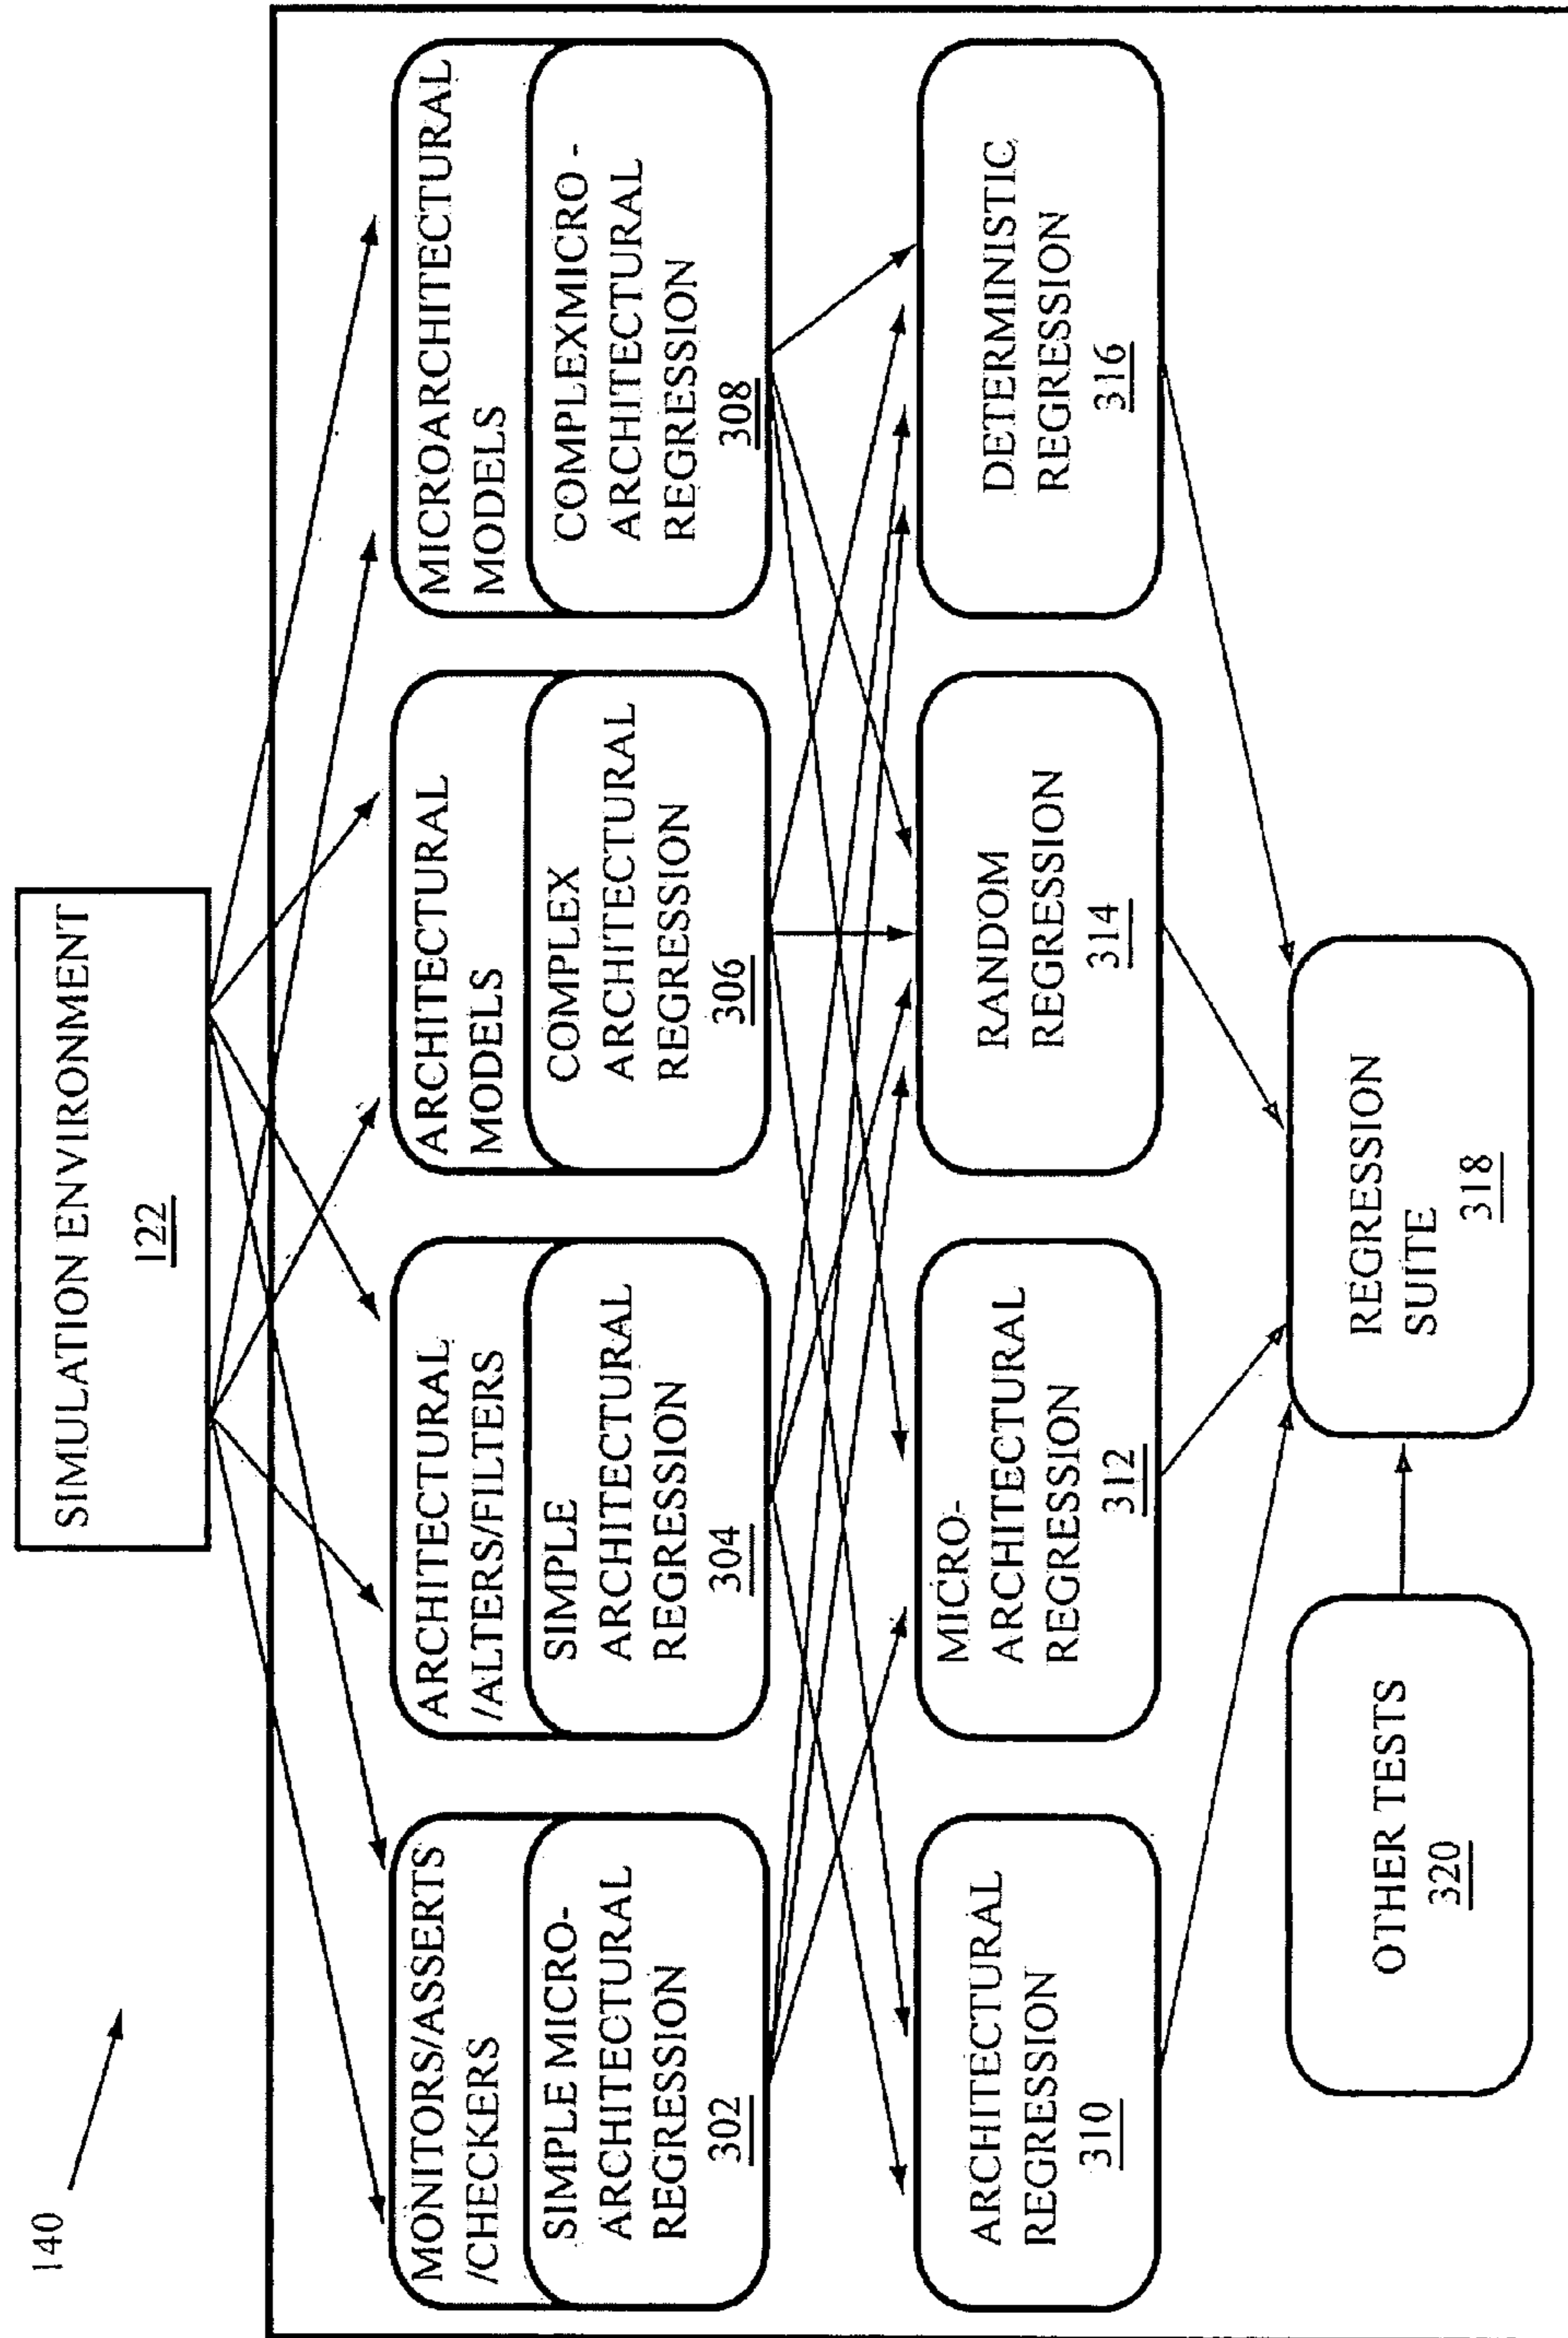 140
SIMULATION ENVIRONMENT
122
MONITORS/ASSERTS
/CHECKERS
SIMPLE MICRO-
ARCHITECTURAL
REGRESSION
302
ARCHITECTURAL
/ALTERS/FILTERS
SIMPLE
ARCHITECTURAL
REGRESSION
304
ARCHITECTURAL
MODELS
COMPLEX
ARCHITECTURAL
REGRESSION
306
MICROARCHITECTURAL
MODELS
COMPLEXMICRO-
ARCHITECTURAL
REGRESSION
308
ARCHITECTURAL
REGRESSION
310
MICRO-
ARCHITECTURAL
REGRESSION
312
RANDOM
REGRESSION
314
DETERMINISTIC
REGRESSION
316
OTHER TESTS
320
REGRESSION
SUITE
318